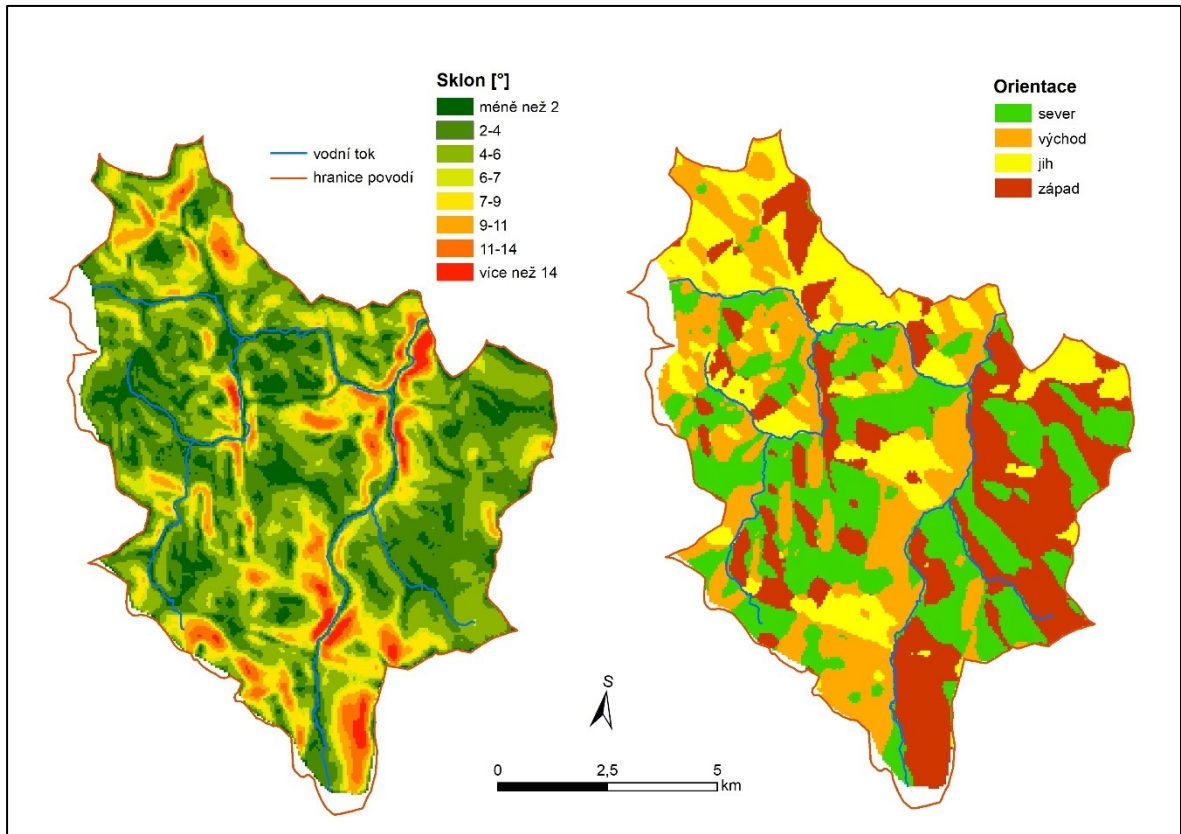 Sklon [°]
méně než 2
2-4
4-6
6-7
7-9
9-11
11-14
více než 14
vodní tok
hranice povodí
Orientace
sever
východ
jih
západ
S
0 2,5 5
km